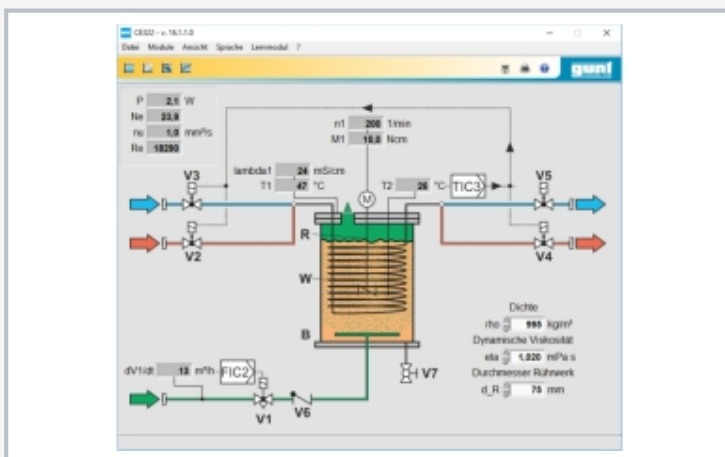 CE322 - v. 16.1.1.0
Datei Module Ansicht Sprache Lernmodul ?
gunt
P 2,1 W
Ne 23,9
nu 1,0 mm²/s
Re 18290
n1 200 1/min
M1 10,0 Ncm
lambda1 24 mS/cm
T1 47 °C
T2 26 °C
TIC3
M
V3
V5
V2
V4
R
W
B
Dichte
rho 995 kg/m³
Dynamische Viskosität
eta 1,020 mPa s
Durchmesser Rührwerk
d_R 75 mm
dV1/dt 13 m³/h
FIC2
V7
V1
V6